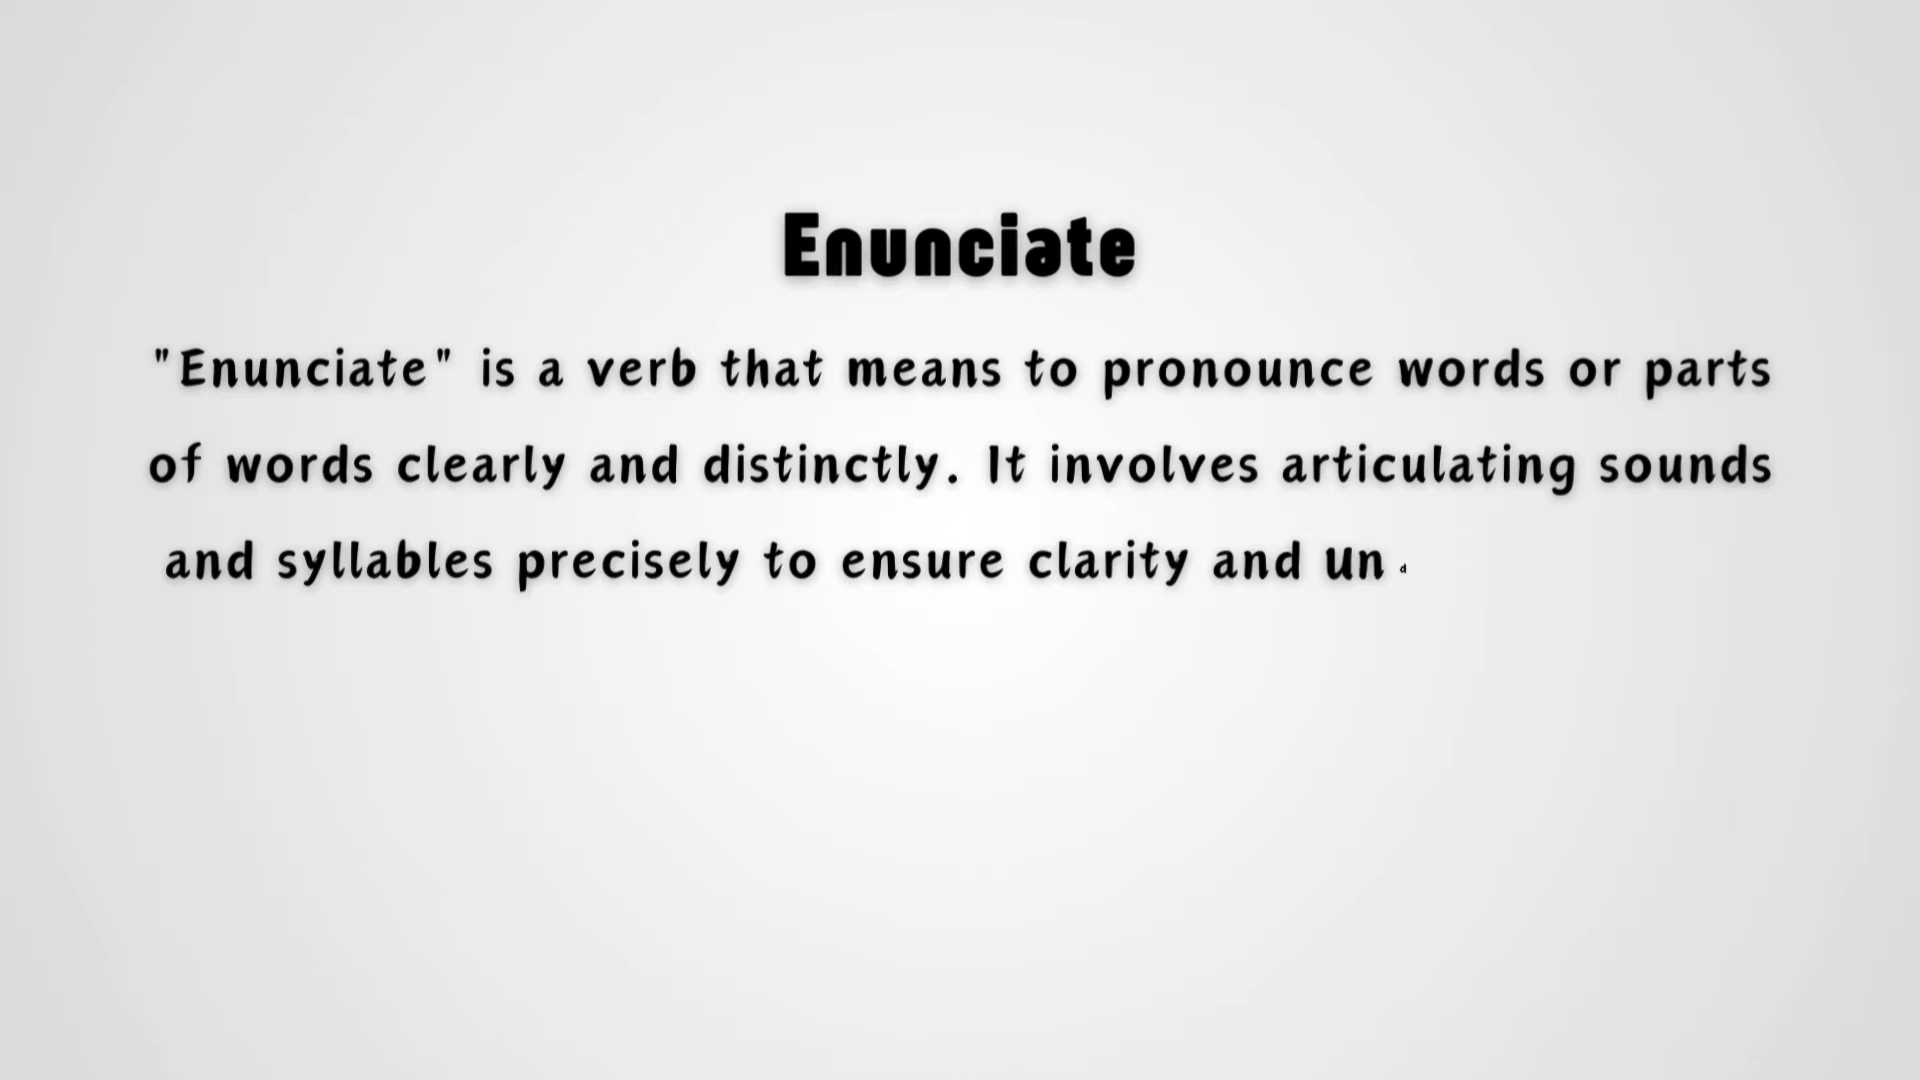 Enunciate
"Enunciate" is a verb that means to pronounce words or parts
of words clearly and distinctly. It involves articulating sounds
and syllables precisely to ensure clarity and und